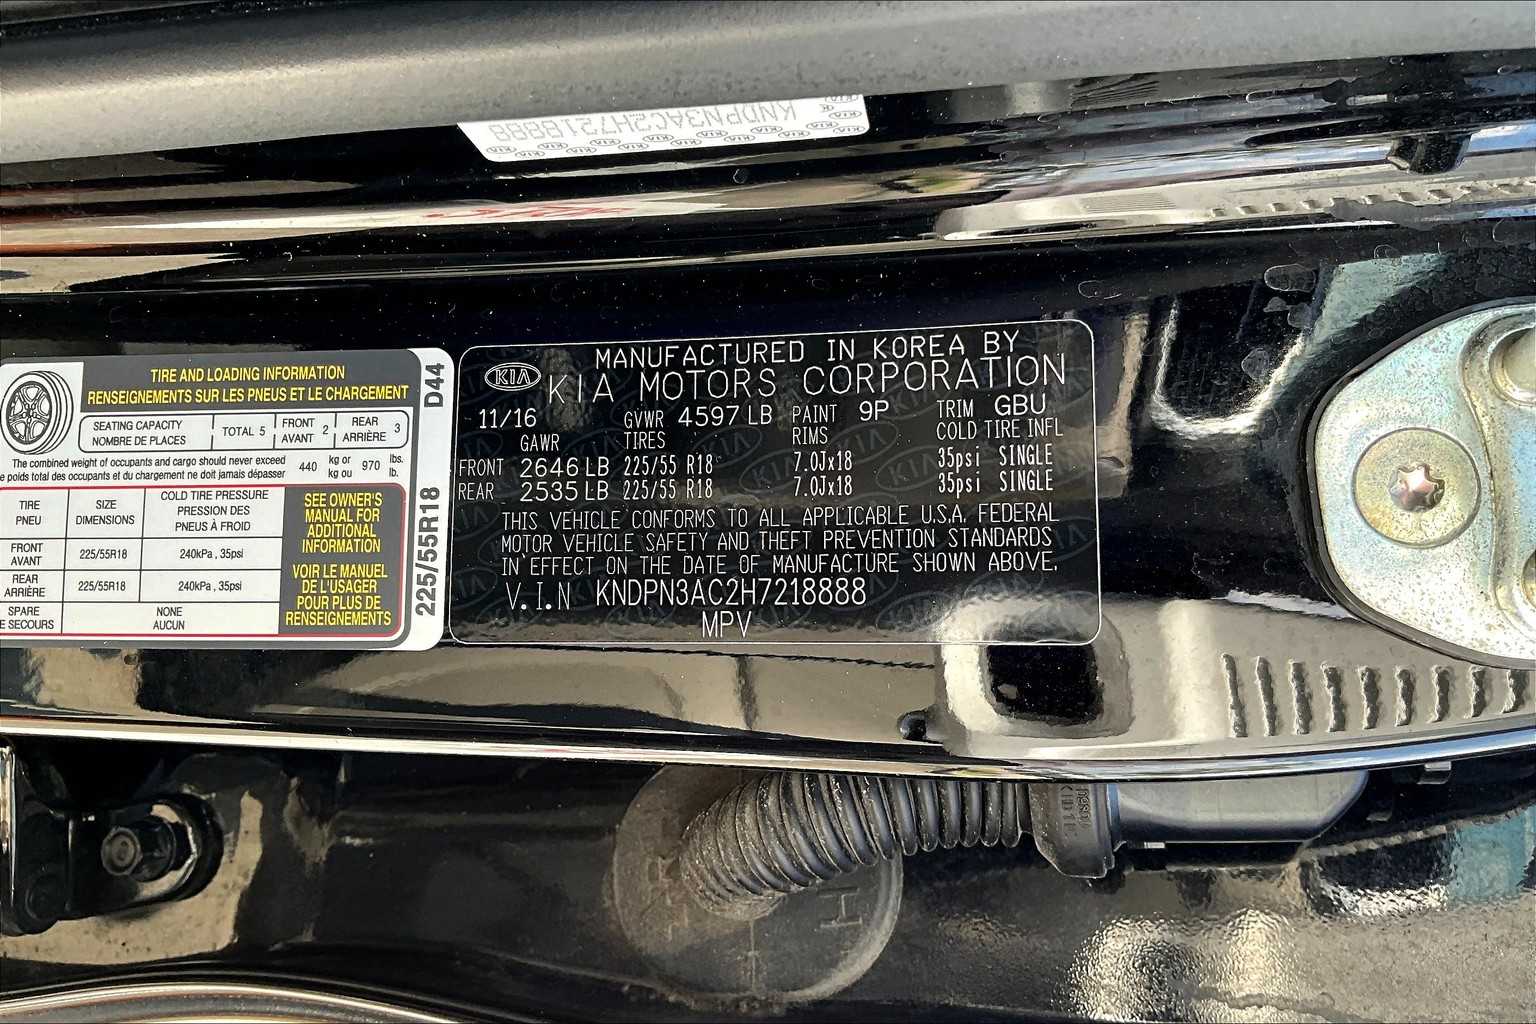 KNDPN3AC2H7218888
TIRE AND LOADING INFORMATION
RENSEIGNEMENTS SUR LES PNEUS ET LE CHARGEMENT
SEATING CAPACITY
NOMBRE DE PLACES
TOTAL 5
FRONT
AVANT 2
REAR
ARRIÈRE 3
The combined weight of occupants and cargo should never exceed
poids total des occupants et du chargement ne doit jamais dépasser
440 kg or
kg ou
970 lbs.
lb.
TIRE
PNEU
SIZE
DIMENSIONS
COLD TIRE PRESSURE
PRESSION DES
PNEUS À FROID
FRONT
AVANT
225/55R18
240kPa , 35psi
REAR
ARRIÈRE
225/55R18
240kPa , 35psi
SPARE
DE SECOURS
NONE
AUCUN
SEE OWNER'S
MANUAL FOR
ADDITIONAL
INFORMATION
VOIR LE MANUEL
DE L'USAGER
POUR PLUS DE
RENSEIGNEMENTS
225/55R18 D44
MANUFACTURED IN KOREA BY
KIA KIA MOTORS CORPORATION
11/16 GVWR 4597 LB PAINT 9P TRIM GBU
GAWR TIRES RIMS COLD TIRE INFL
FRONT 2646 LB 225/55 R18 7.0Jx18 35psi SINGLE
REAR 2535 LB 225/55 R18 7.0Jx18 35psi SINGLE
THIS VEHICLE CONFORMS TO ALL APPLICABLE U.S.A. FEDERAL
MOTOR VEHICLE SAFETY AND THEFT PREVENTION STANDARDS
IN EFFECT ON THE DATE OF MANUFACTURE SHOWN ABOVE.
V.I.N KNDPN3AC2H7218888
MPV